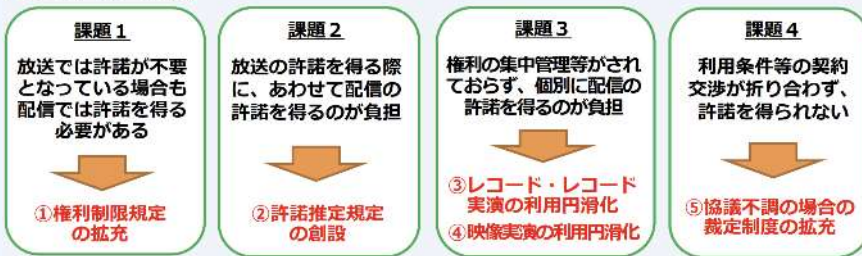 課題1
放送では許諾が不要
となっている場合も
配信では許諾を得る
必要がある
①権利制限規定
の拡充
課題2
放送の許諾を得る際
に、あわせて配信の
許諾を得るのが負担
②許諾推定規定
の創設
課題3
権利の集中管理等がされ
ておらず、個別に配信の
許諾を得るのが負担
③レコード・レコード
実演の利用円滑化
④映像実演の利用円滑化
課題4
利用条件等の契約
交渉が折り合わず、
許諾を得られない
⑤協議不調の場合の
裁定制度の拡充